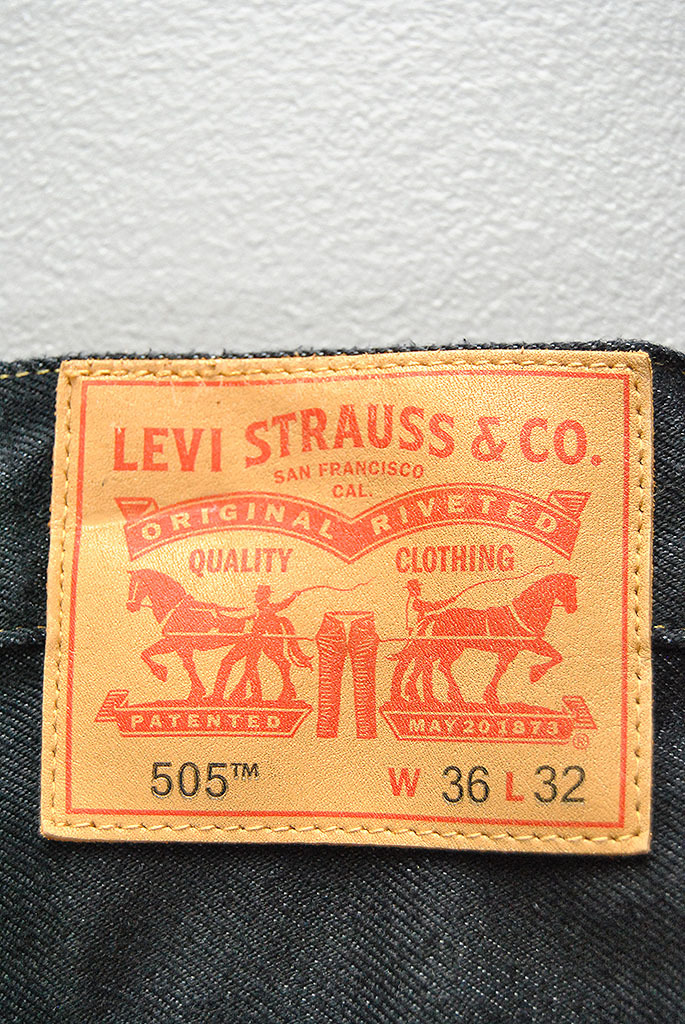 LEVI STRAUSS & CO.
SAN FRANCISCO
CAL.
ORIGINAL RIVETED
QUALITY CLOTHING
PATENTED MAY 20 1873
®
505™ W 36 L 32